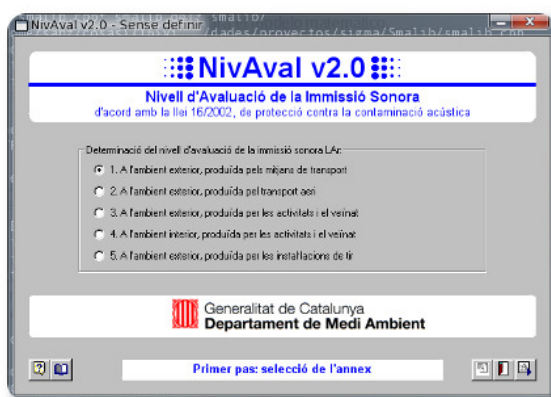 NivAval v2.0 - Sense definir
NivAval v2.0
Nivell d'Avaluació de la Immissió Sonora
d'acord amb la llei 16/2002, de protecció contra la contaminació acústica
Determinació del nivell d'avaluació de la immissió sonora LAr:
1. A l'ambient exterior, produïda pels mitjans de transport
2. A l'ambient exterior, produïda pel transport aeri
3. A l'ambient exterior, produïda per les activitats i el veïnat
4. A l'ambient interior, produïda per les activitats i el veïnat
5. A l'ambient exterior, produïda per les instal·lacions de tir
Generalitat de Catalunya
Departament de Medi Ambient
Primer pas: selecció de l'annex